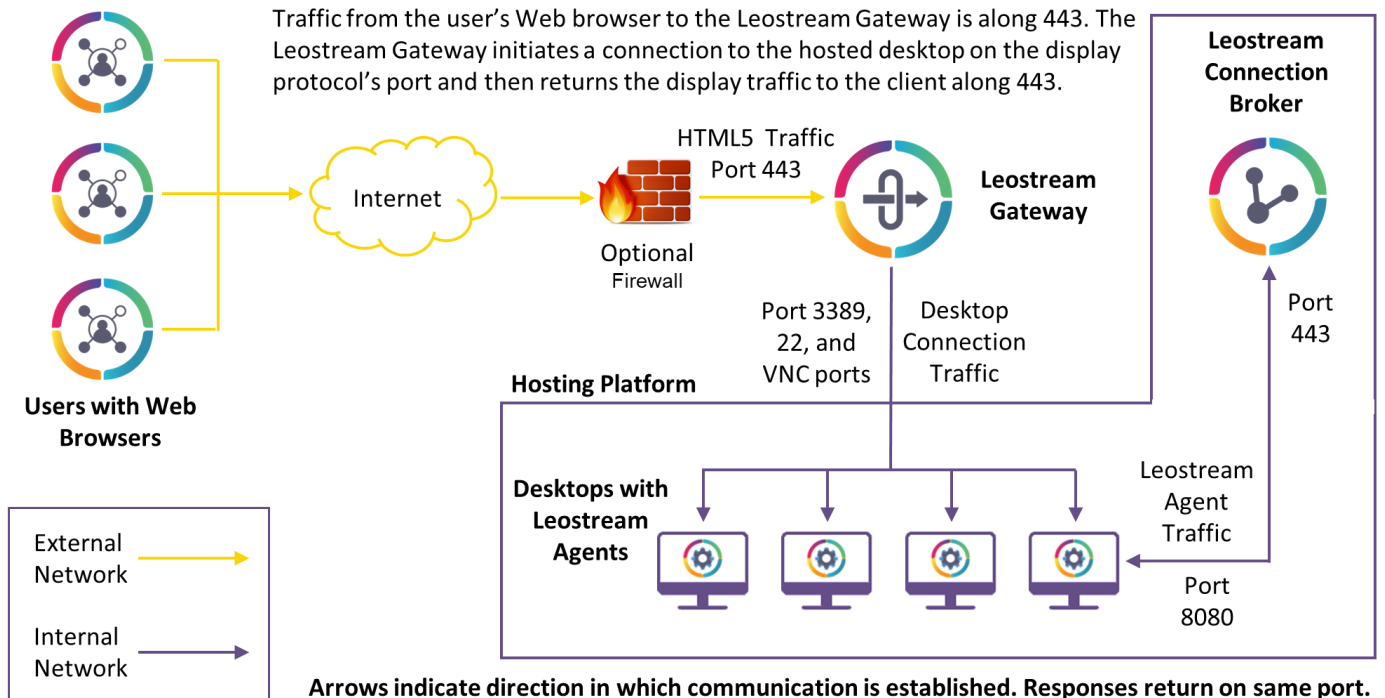 Traffic from the user’s Web browser to the Leostream Gateway is along 443. The
Leostream Gateway initiates a connection to the hosted desktop on the display
protocol’s port and then returns the display traffic to the client along 443.
Leostream
Connection
Broker
HTML5 Traffic
Port 443
Internet
Leostream
Gateway
Optional
Firewall
Port 3389,
22, and
VNC ports
Desktop
Connection
Traffic
Port
443
Hosting Platform
Users with Web
Browsers
Desktops with
Leostream
Agents
Leostream
Agent
Traffic
Port
8080
External
Network
Internal
Network
Arrows indicate direction in which communication is established. Responses return on same port.